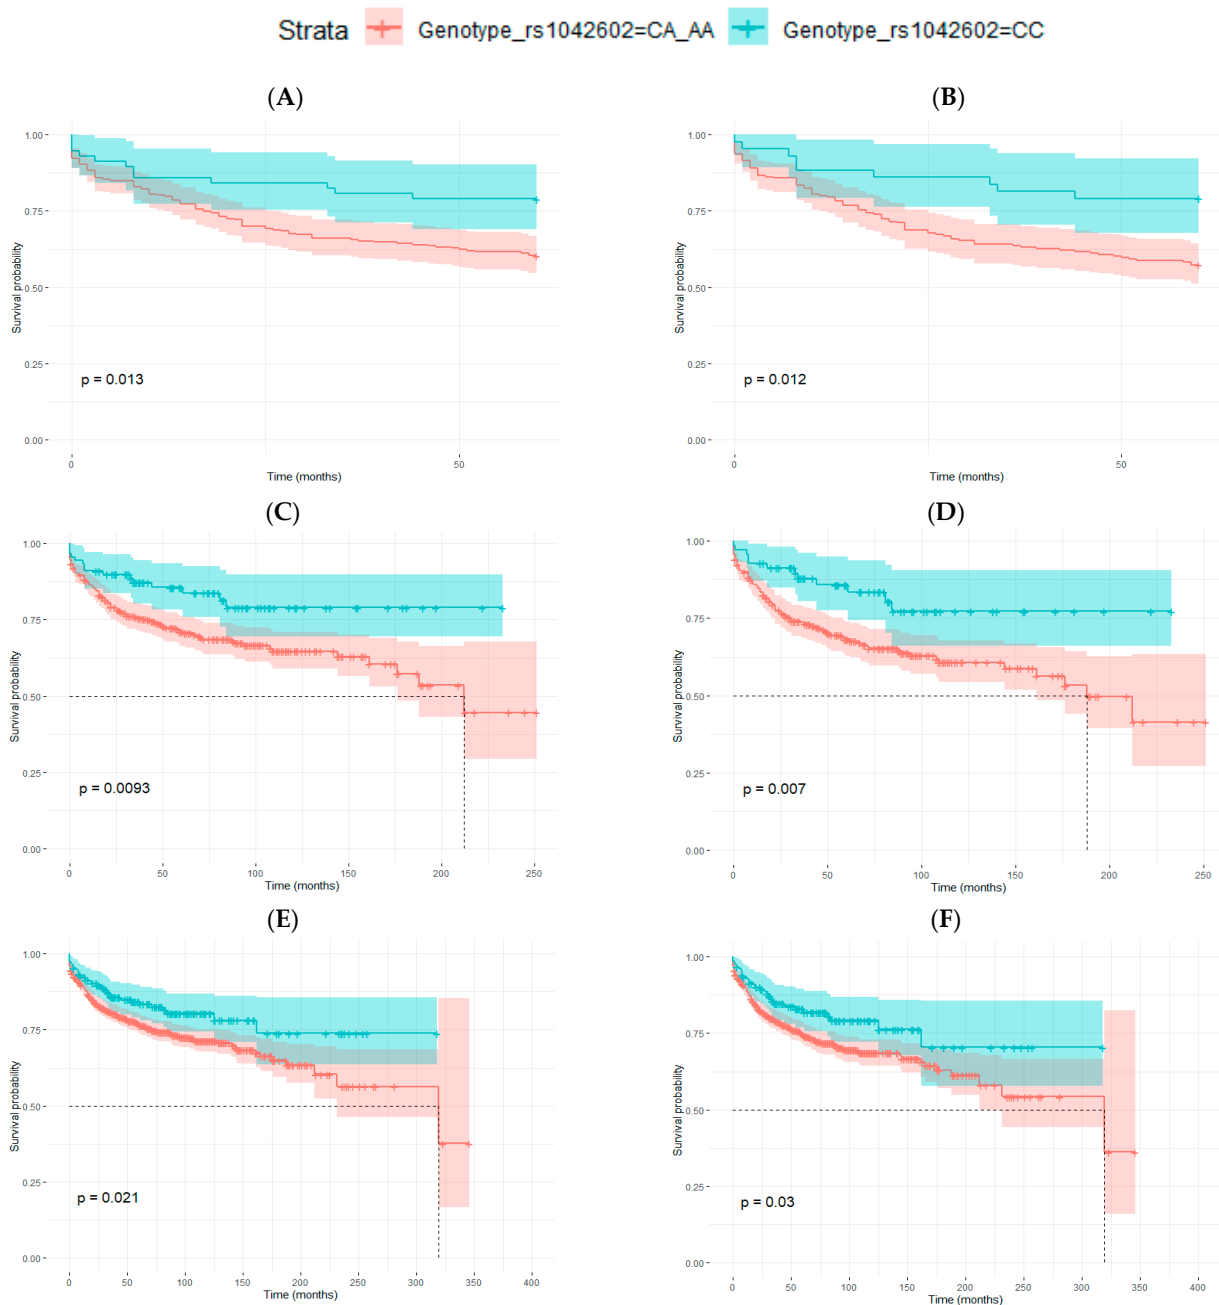 Strata Genotype_rs1042602=CA_AA Genotype_rs1042602=CC
(A)
1.00
0.75
0.50
0.25
0.00
Survival probability
p = 0.013
0 50
Time (months)
(B)
1.00
0.75
0.50
0.25
0.00
Survival probability
p = 0.012
0 50
Time (months)
(C)
1.00
0.75
0.50
0.25
0.00
Survival probability
p = 0.0093
0 50 100 150 200 250
Time (months)
(D)
1.00
0.75
0.50
0.25
0.00
Survival probability
p = 0.007
0 50 100 150 200 250
Time (months)
(E)
1.00
0.75
0.50
0.25
0.00
Survival probability
p = 0.021
0 50 100 150 200 250 300 350 400
Time (months)
(F)
1.00
0.75
0.50
0.25
0.00
Survival probability
p = 0.03
0 50 100 150 200 250 300 350 400
Time (months)